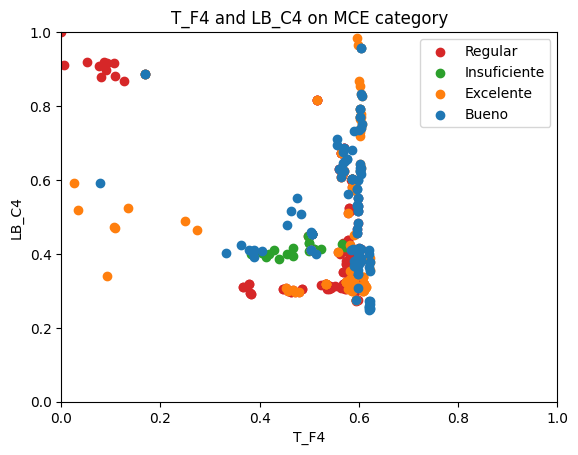 T_F4 and LB_C4 on MCE category
1.0
0.8
0.6
0.4
0.2
0.0
LB_C4
Regular
Insuficiente
Excelente
Bueno
0.0 0.2 0.4 0.6 0.8 1.0
T_F4